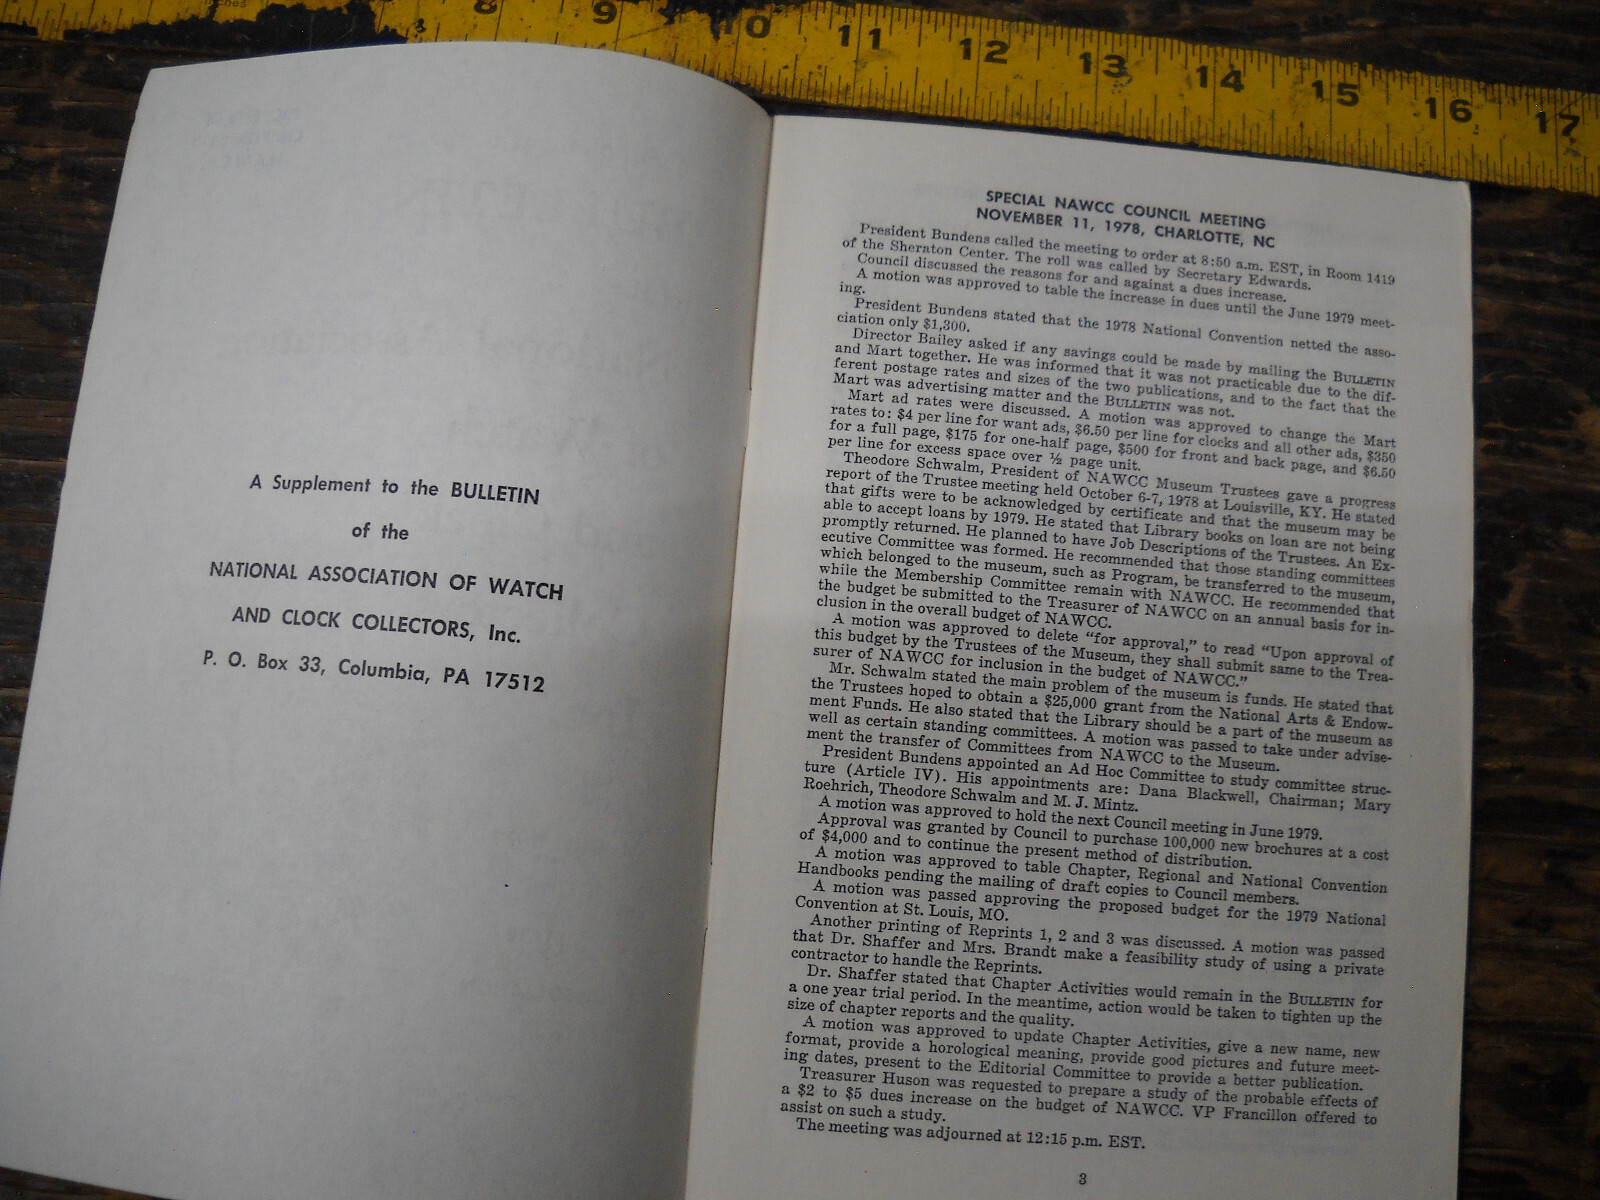 8 9 10 11 12 13 14 15 16 17
A Supplement to the BULLETIN
of the
NATIONAL ASSOCIATION OF WATCH
AND CLOCK COLLECTORS, Inc.
P. O. Box 33, Columbia, PA 17512
SPECIAL NAWCC COUNCIL MEETING
NOVEMBER 11, 1978, CHARLOTTE, NC
President Bundens called the meeting to order at 8:50 a.m. EST, in Room 1419
of the Sheraton Center. The roll was called by Secretary Edwards.
Council discussed the reasons for and against a dues increase.
A motion was approved to table the increase in dues until the June 1979 meet-
ing.
President Bundens stated that the 1978 National Convention netted the asso-
ciation only $1,300.
Director Bailey asked if any savings could be made by mailing the BULLETIN
and Mart together. He was informed that it was not practicable due to the dif-
ferent postage rates and sizes of the two publications, and to the fact that the
Mart was advertising matter and the BULLETIN was not.
Mart ad rates were discussed. A motion was approved to change the Mart
rates to: $4 per line for want ads, $6.50 per line for clocks and all other ads, $350
for a full page, $175 for one-half page, $500 for front and back page, and $6.50
per line for excess space over ½ page unit.
Theodore Schwalm, President of NAWCC Museum Trustees gave a progress
report of the Trustee meeting held October 6-7, 1978 at Louisville, KY. He stated
that gifts were to be acknowledged by certificate and that the museum may be
able to accept loans by 1979. He stated that Library books on loan are not being
promptly returned. He planned to have Job Descriptions of the Trustees. An Ex-
ecutive Committee was formed. He recommended that those standing committees
which belonged to the museum, such as Program, be transferred to the museum,
while the Membership Committee remain with NAWCC. He recommended that
the budget be submitted to the Treasurer of NAWCC on an annual basis for in-
clusion in the overall budget of NAWCC.
A motion was approved to delete "for approval," to read "Upon approval of
this budget by the Trustees of the Museum, they shall submit same to the Trea-
surer of NAWCC for inclusion in the budget of NAWCC."
Mr. Schwalm stated the main problem of the museum is funds. He stated that
the Trustees hoped to obtain a $25,000 grant from the National Arts & Endow-
ment Funds. He also stated that the Library should be a part of the museum as
well as certain standing committees. A motion was passed to take under advise-
ment the transfer of Committees from NAWCC to the Museum.
President Bundens appointed an Ad Hoc Committee to study committee struc-
ture (Article IV). His appointments are: Dana Blackwell, Chairman; Mary
Roehrich, Theodore Schwalm and M. J. Mintz.
A motion was approved to hold the next Council meeting in June 1979.
Approval was granted by Council to purchase 100,000 new brochures at a cost
of $4,000 and to continue the present method of distribution.
A motion was approved to table Chapter, Regional and National Convention
Handbooks pending the mailing of draft copies to Council members.
A motion was passed approving the proposed budget for the 1979 National
Convention at St. Louis, MO.
Another printing of Reprints 1, 2 and 3 was discussed. A motion was passed
that Dr. Shaffer and Mrs. Brandt make a feasibility study of using a private
contractor to handle the Reprints.
Dr. Shaffer stated that Chapter Activities would remain in the BULLETIN for
a one year trial period. In the meantime, action would be taken to tighten up the
size of chapter reports and the quality.
A motion was approved to update Chapter Activities, give a new name, new
format, provide a horological meaning, provide good pictures and future meet-
ing dates, present to the Editorial Committee to provide a better publication.
Treasurer Huson was requested to prepare a study of the probable effects of
a $2 to $5 dues increase on the budget of NAWCC. VP Francillon offered to
assist on such a study.
The meeting was adjourned at 12:15 p.m. EST.
3